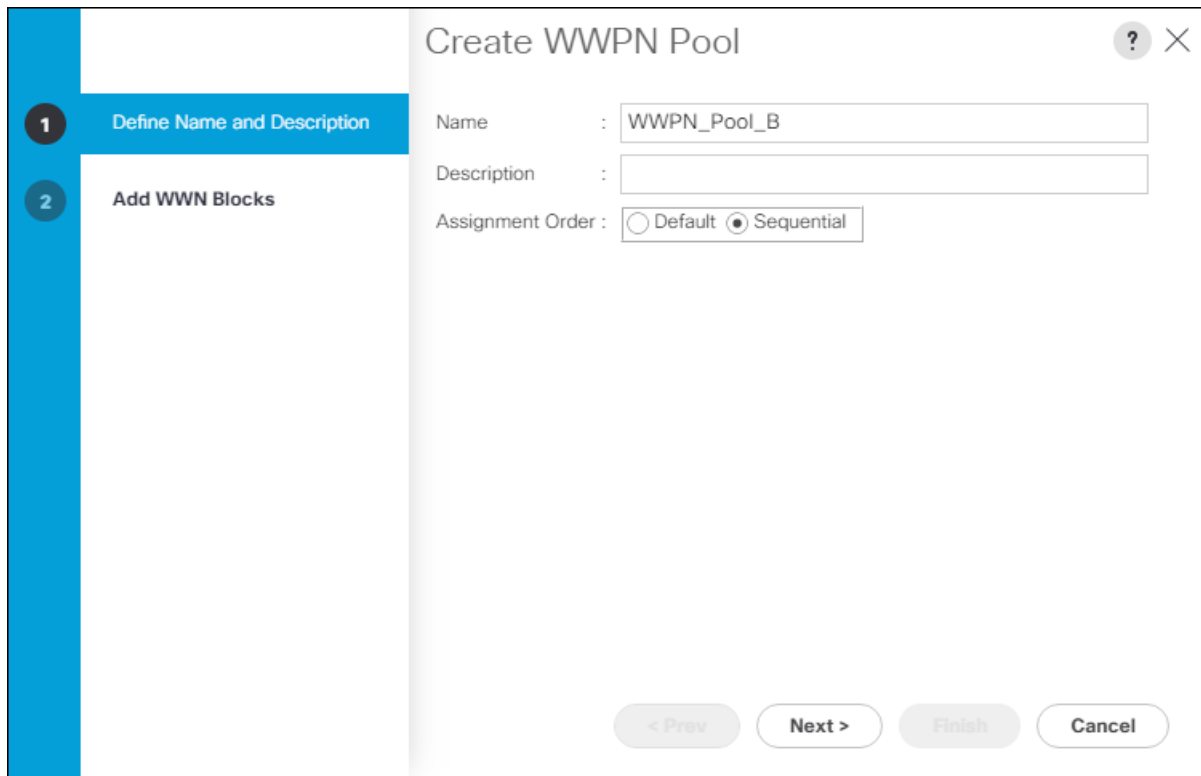 Create WWPN Pool
?
1 Define Name and Description
2 Add WWN Blocks
Name : WWPN_Pool_B
Description :
Assignment Order : Default Sequential
< Prev Next > Finish Cancel